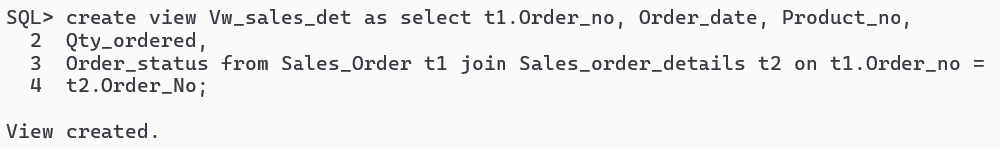 SQL> create view Vw_sales_det as select t1.Order_no, Order_date, Product_no,
  2  Qty_ordered,
  3  Order_status from Sales_Order t1 join Sales_order_details t2 on t1.Order_no =
  4  t2.Order_No;

View created.